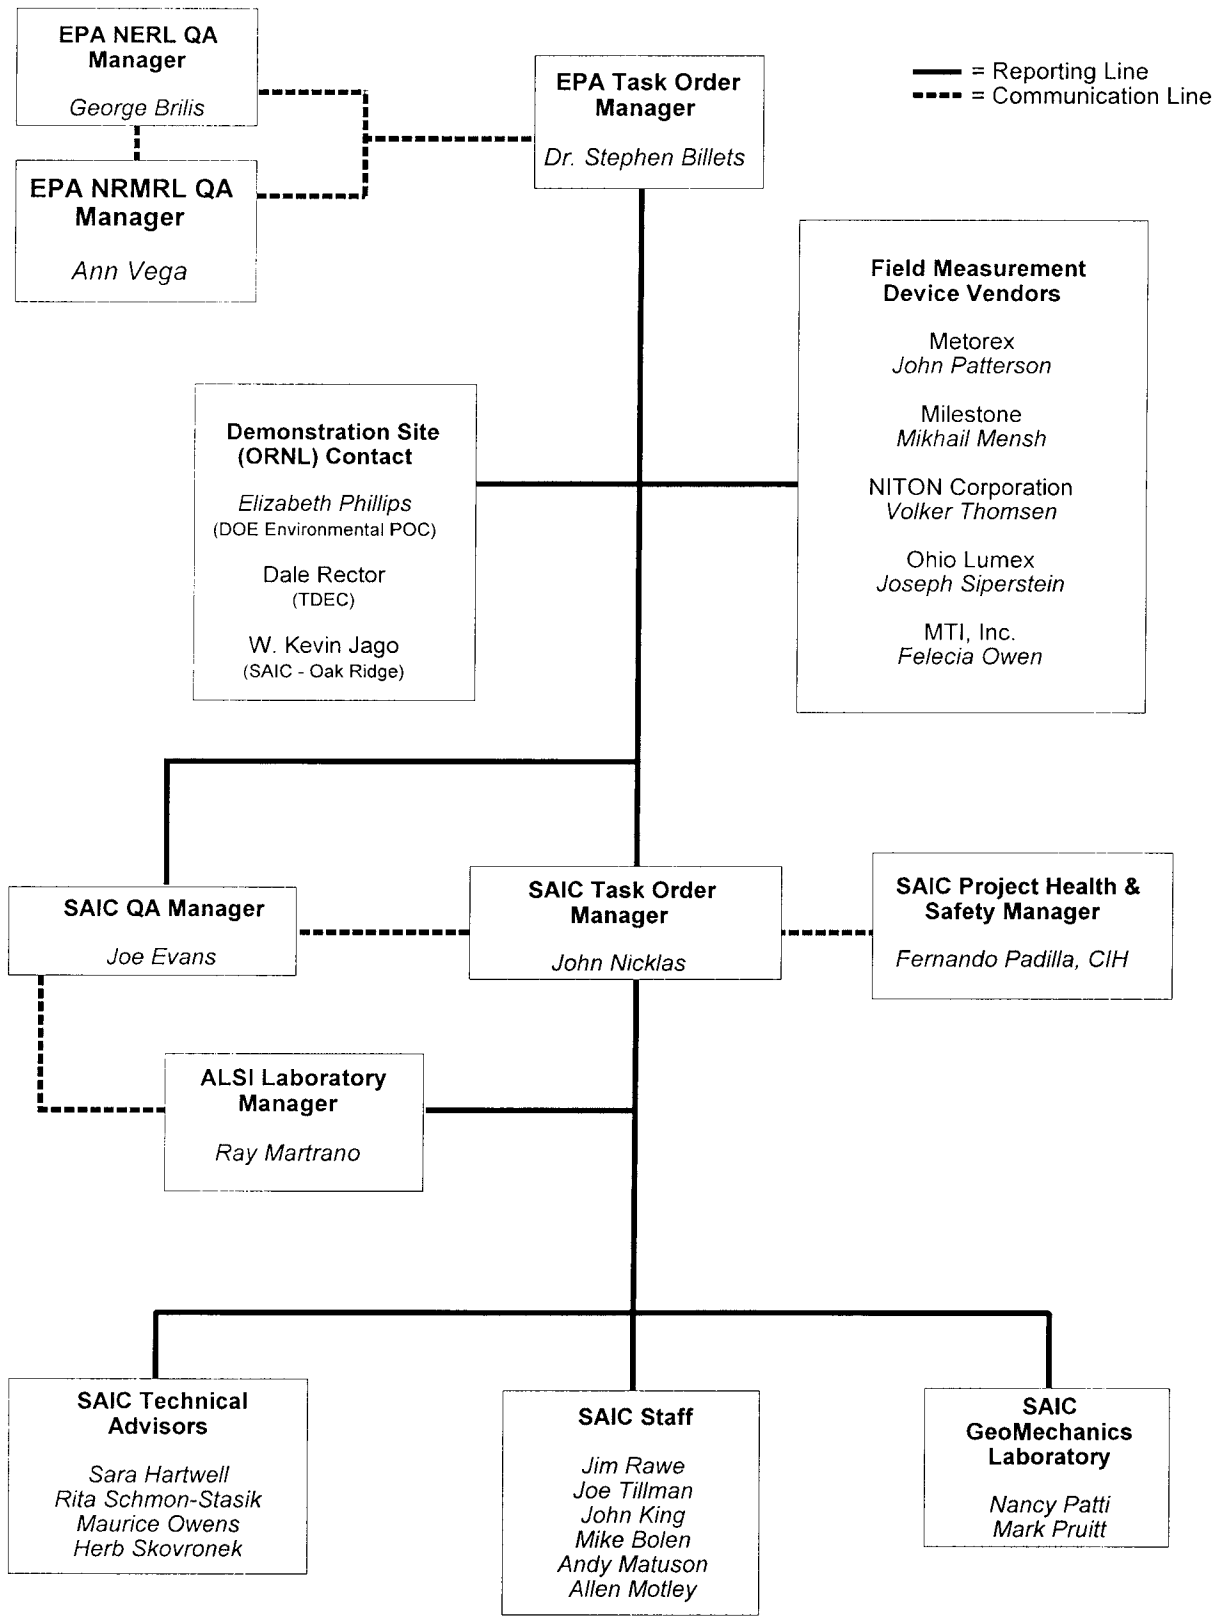 EPA NERL QA
Manager
George Brilis
EPA NRMRL QA
Manager
Ann Vega
EPA Task Order
Manager
Dr. Stephen Billets
= Reporting Line
= Communication Line
Field Measurement
Device Vendors
Metorex
John Patterson
Milestone
Mikhail Mensh
NITON Corporation
Volker Thomsen
Ohio Lumex
Joseph Siperstein
MTI, Inc.
Felecia Owen
Demonstration Site
(ORNL) Contact
Elizabeth Phillips
(DOE Environmental POC)
Dale Rector
(TDEC)
W. Kevin Jago
(SAIC - Oak Ridge)
SAIC QA Manager
Joe Evans
SAIC Task Order
Manager
John Nicklas
SAIC Project Health &
Safety Manager
Fernando Padilla, CIH
ALSI Laboratory
Manager
Ray Martrano
SAIC Technical
Advisors
Sara Hartwell
Rita Schmon-Stasik
Maurice Owens
Herb Skovronek
SAIC Staff
Jim Rawe
Joe Tillman
John King
Mike Bolen
Andy Matuson
Allen Motley
SAIC
GeoMechanics
Laboratory
Nancy Patti
Mark Pruitt